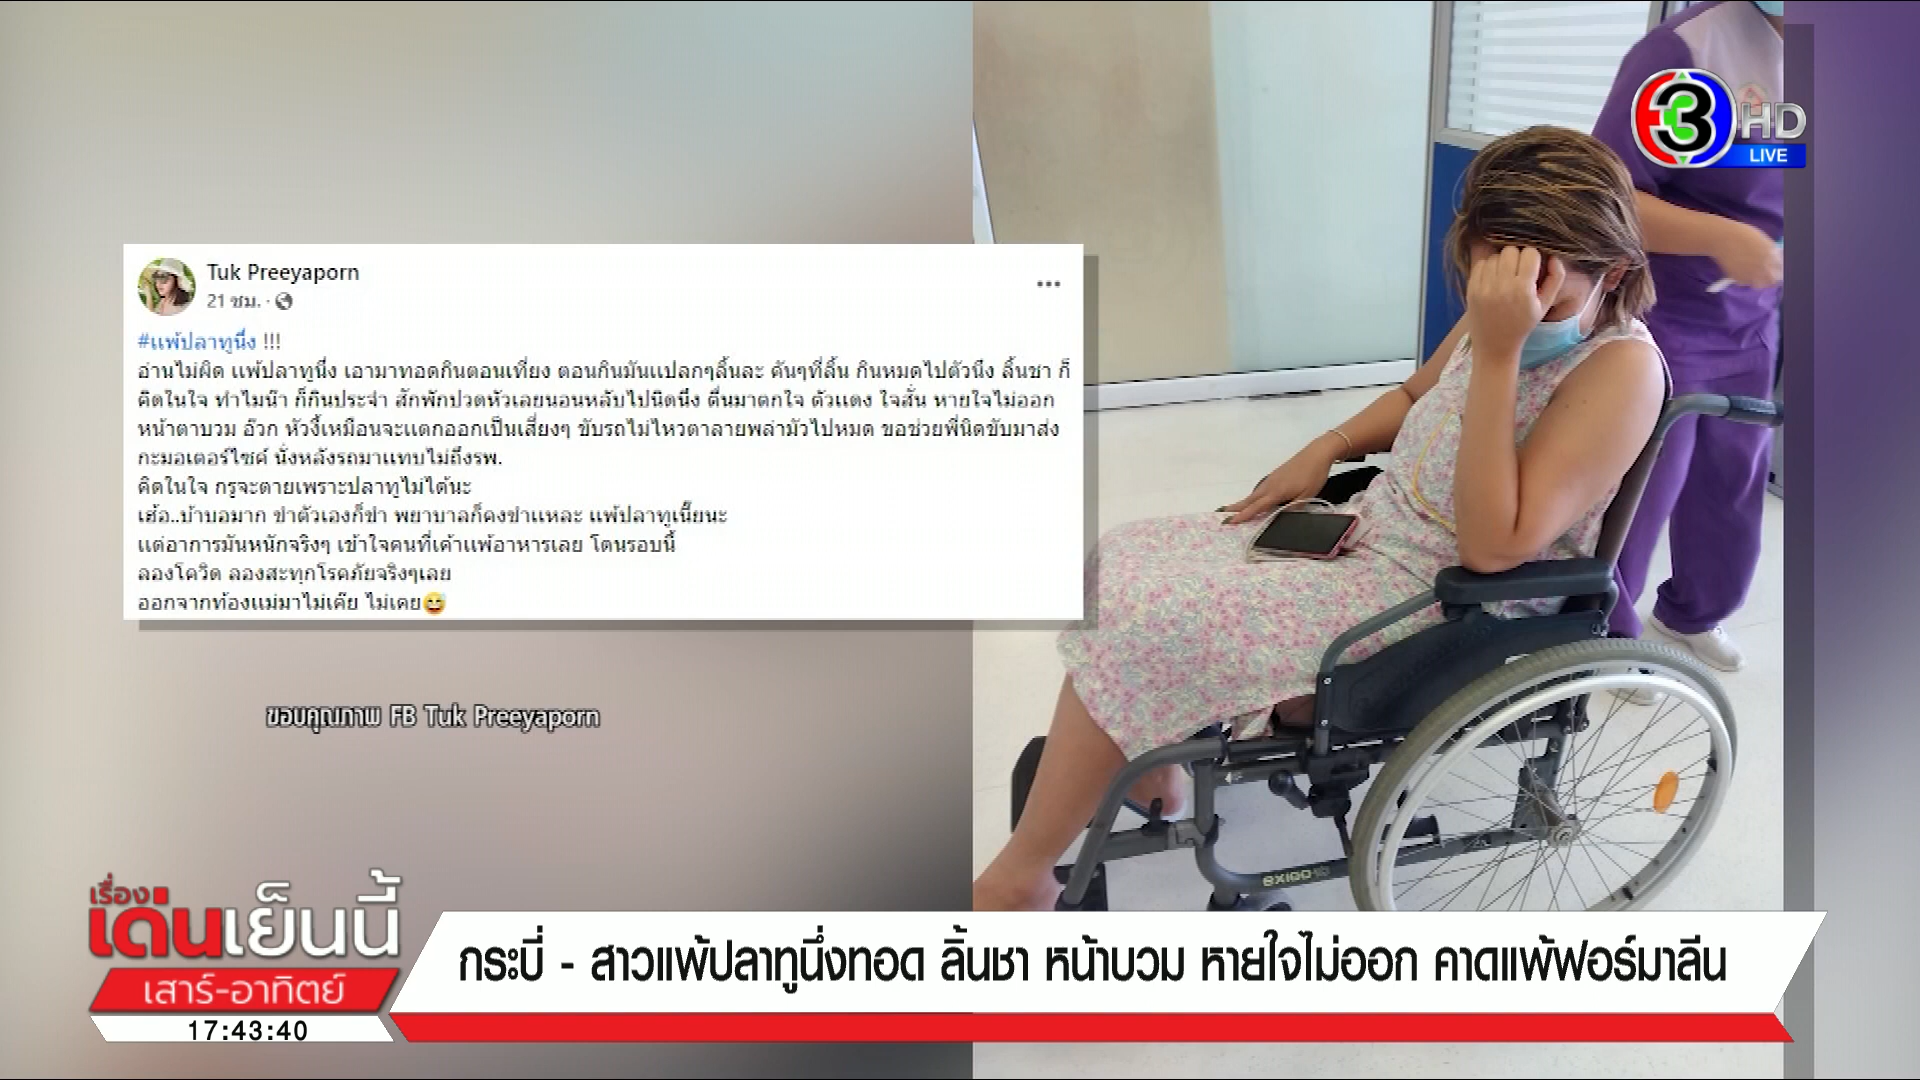 3 HD
LIVE
Tuk Preeyaporn
21 ชม. ·
#แพ้ปลาทูนึ่ง !!!
อ่านไม่ผิด แพ้ปลาทูนึ่ง เอามาทอดกินตอนเที่ยง ตอนกินมันแปลกๆลิ้นละ คันๆที่ลิ้น กินหมดไปตัวนึง ลิ้นชา ก็
คิดในใจ ทำไมน๊า ก็กินประจำ สักพักปวดหัวเลยนอนหลับไปนิดนึ่ง ตื่นมาตกใจ ตัวแดง ใจสั่น หายใจไม่ออก
หน้าตาบวม อ๊วก หัวงี้เหมือนจะแตกออกเป็นเสี่ยงๆ ขับรถไม่ไหวตาลายพล่ามัวไปหมด ขอช่วยพี่นิดขับมาส่ง
กะมอเตอร์ไซค์ นั่งหลังรถมาแทบไม่ถึงรพ.
คิดในใจ กรูจะตายเพราะปลาทูไม่ได้นะ
เฮ้อ..บ้าบอมาก ขำตัวเองก็ขำ พยาบาลก็คงขำแหละ แพ้ปลาทูเนี๊ยนะ
แต่อาการมันหนักจริงๆ เข้าใจคนที่เค้าแพ้อาหารเลย โดนรอบนี้
ลองโควิด ลองสะทุกโรคภัยจริงๆเลย
ออกจากท้องแม่มาไม่เค๊ย ไม่เคย😅
ขอบคุณภาพ FB Tuk Preeyaporn
EXIGO 10
เรื่อง
เด่นเย็นนี้
เสาร์-อาทิตย์
17:43:40
กระบี่ - สาวแพ้ปลาทูนึ่งทอด ลิ้นชา หน้าบวม หายใจไม่ออก คาดแพ้ฟอร์มาลีน